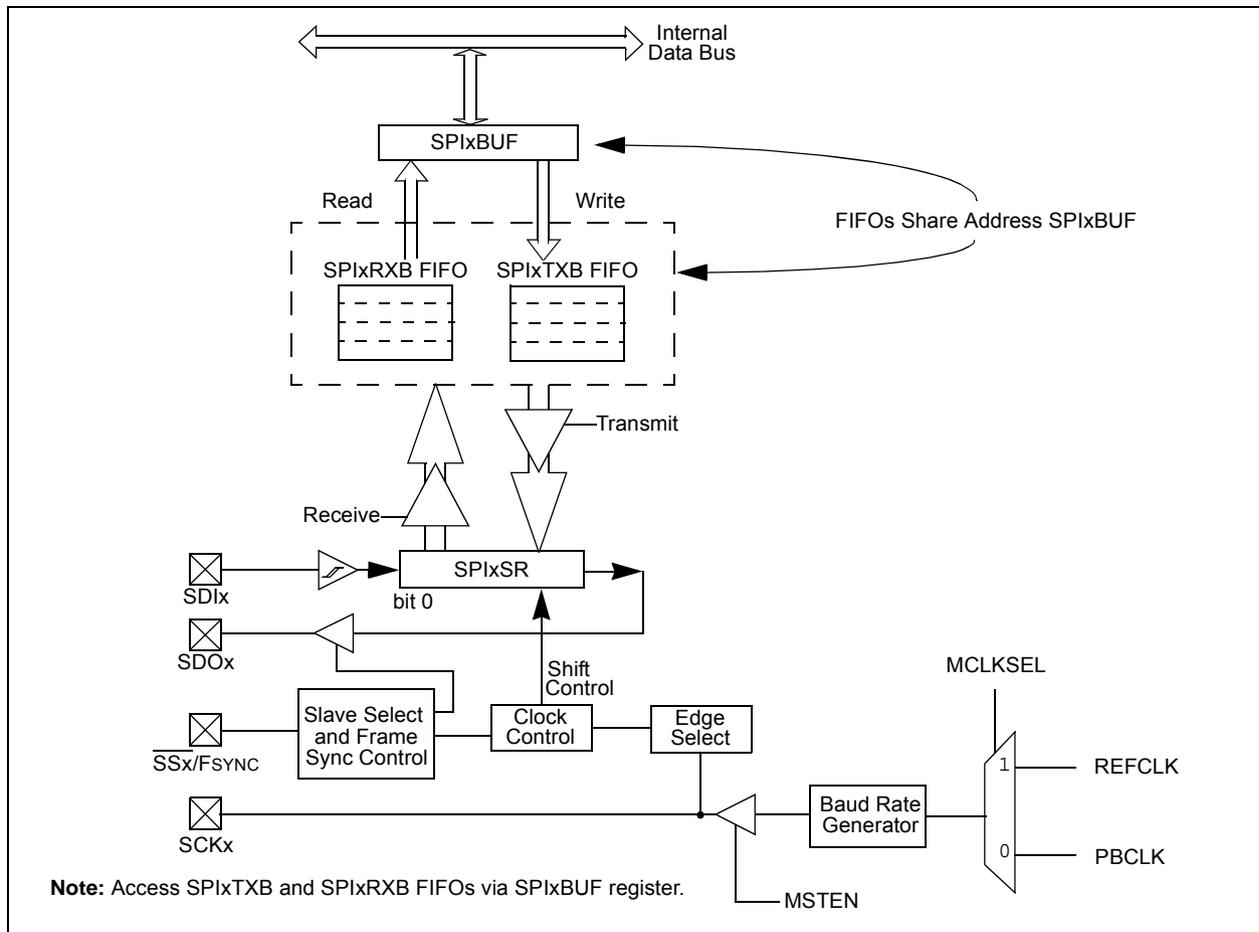 Internal
Data Bus
SPIxBUF
Read
Write
FIFOs Share Address SPIxBUF
SPIxRXB FIFO
SPIxTXB FIFO
Transmit
Receive
SPIxSR
SDIx
bit 0
SDOx
Shift
Control
MCLKSEL
Slave Select
and Frame
Sync Control
Clock
Control
Edge
Select
SSx/FSYNC
1
REFCLK
Baud Rate
Generator
SCKx
0
PBCLK
Note: Access SPIxTXB and SPIxRXB FIFOs via SPIxBUF register.
MSTEN